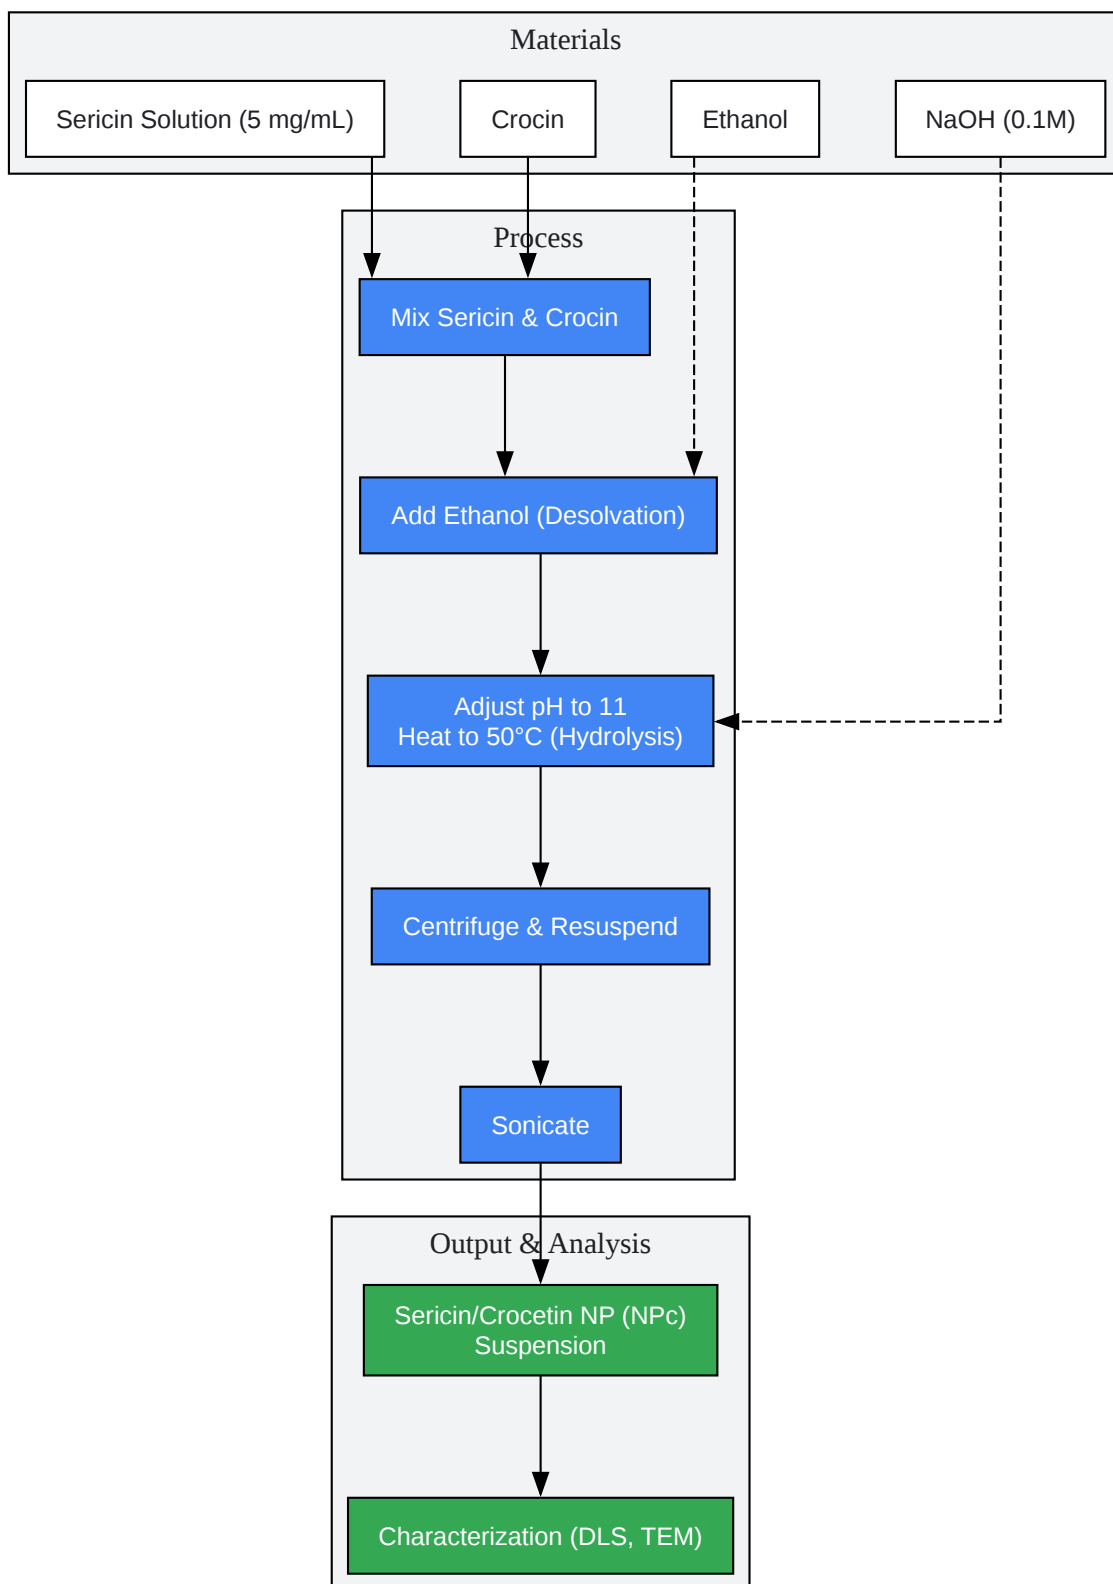 Materials
Sericin Solution (5 mg/mL)
Crocin
Ethanol
NaOH (0.1M)
Process
Mix Sericin & Crocin
Add Ethanol (Desolvation)
Adjust pH to 11
Heat to 50°C (Hydrolysis)
Centrifuge & Resuspend
Sonicate
Output & Analysis
Sericin/Crocetin NP (NPc)
Suspension
Characterization (DLS, TEM)